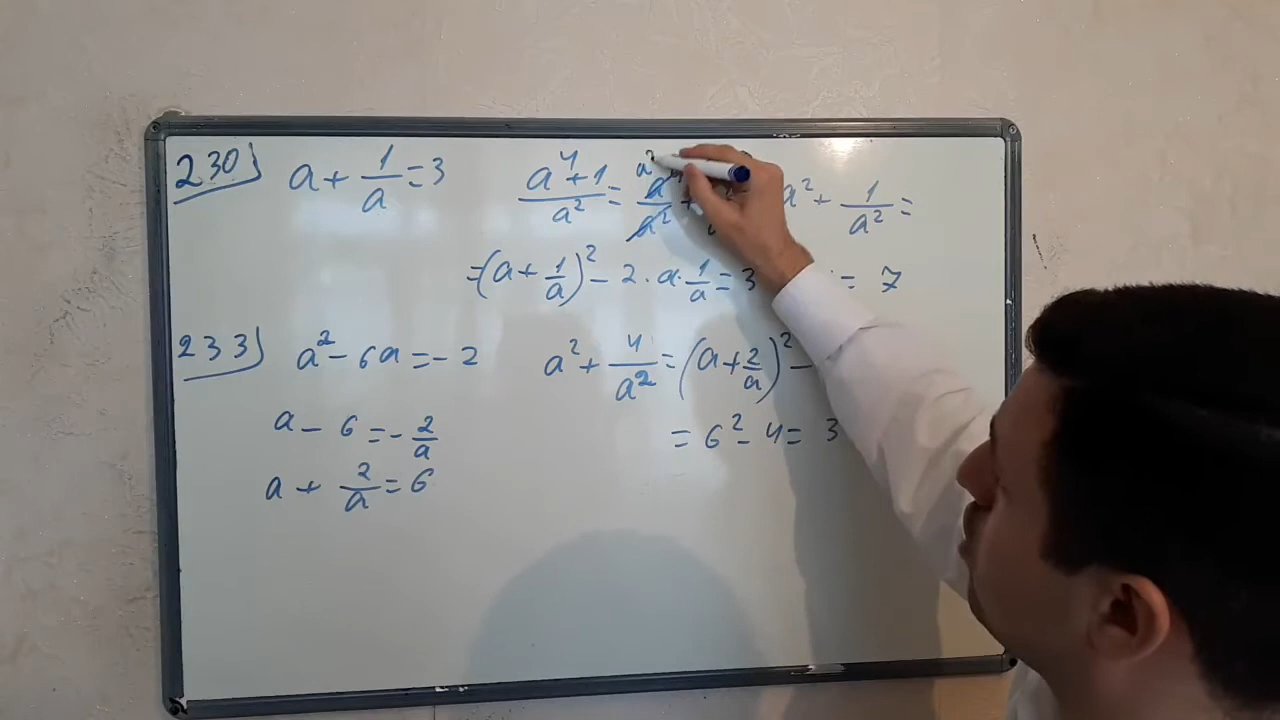 230) a + 1/a = 3
(a⁴ + 1)/a² = a⁴/a² + a² + 1/a² =
= (a + 1/a)² - 2 · a · 1/a = 3 = 7
233) a² - 6a = - 2
a² + 4/a² = (a + 2/a)² -
a - 6 = - 2/a
= 6² - 4 = 3
a + 2/a = 6